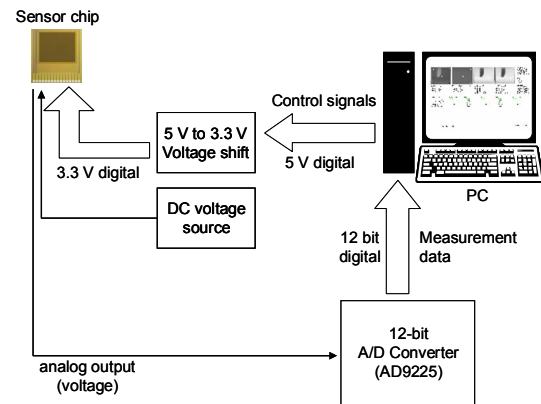 Sensor chip
Control signals
5 V to 3.3 V
Voltage shift
5 V digital
3.3 V digital
PC
DC voltage
source
12 bit
digital
Measurement
data
12-bit
A/D Converter
(AD9225)
analog output
(voltage)